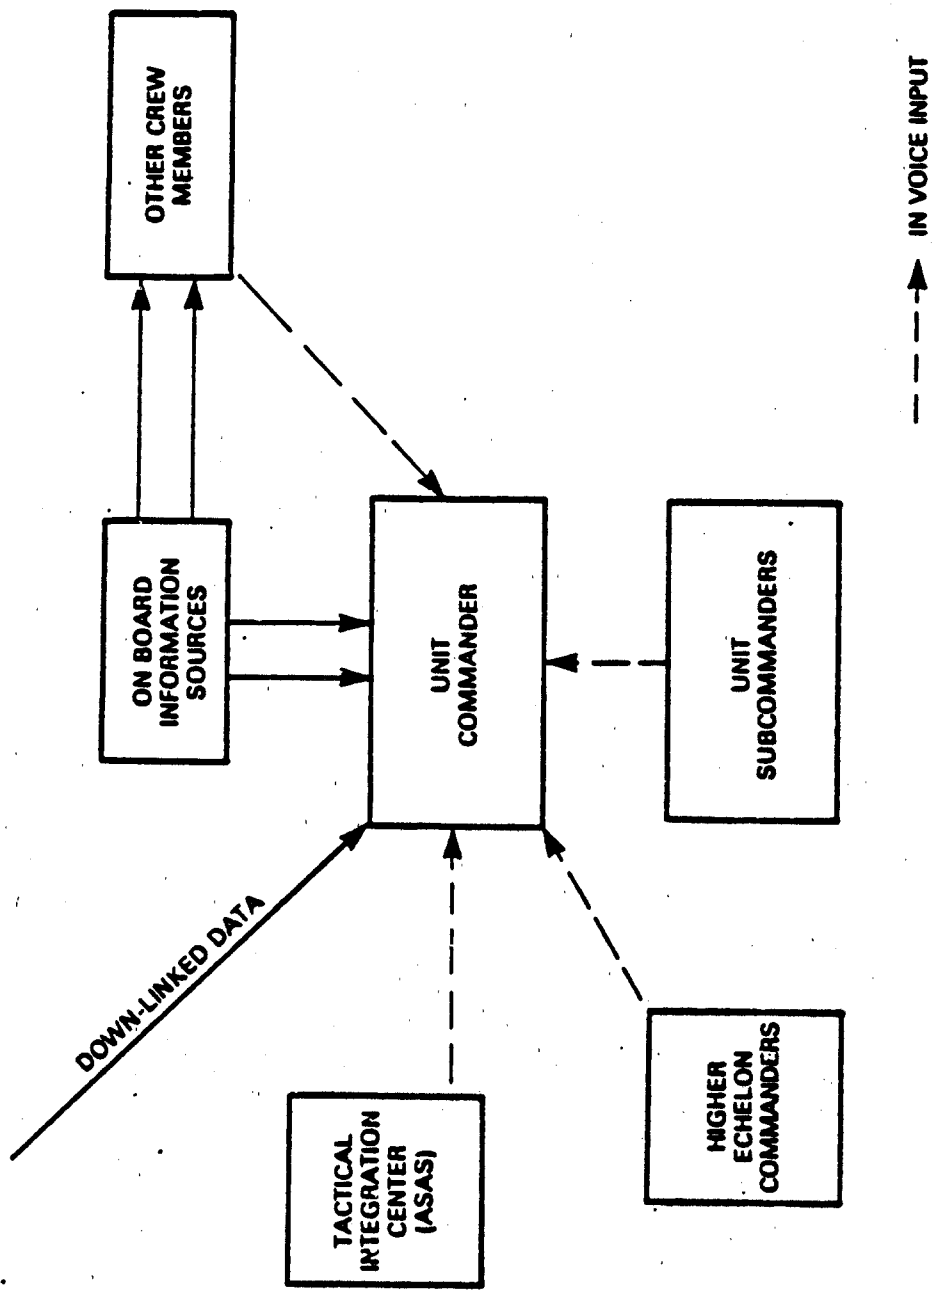 DOWN-LINKED DATA
ON BOARD
INFORMATION
SOURCES
OTHER CREW
MEMBERS
TACTICAL
INTEGRATION
CENTER
(ASAS)
UNIT
COMMANDER
HIGHER
ECHELON
COMMANDERS
UNIT
SUBCOMMANDERS
IN VOICE INPUT